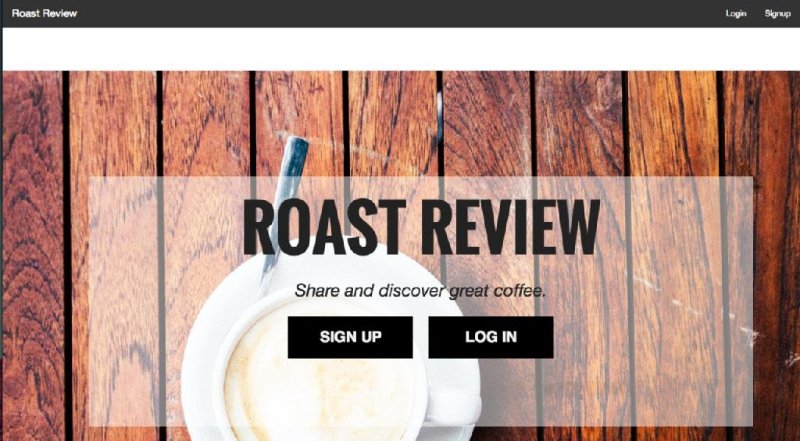 Roast Review Login Signup
ROAST REVIEW
Share and discover great coffee.
SIGN UP LOG IN